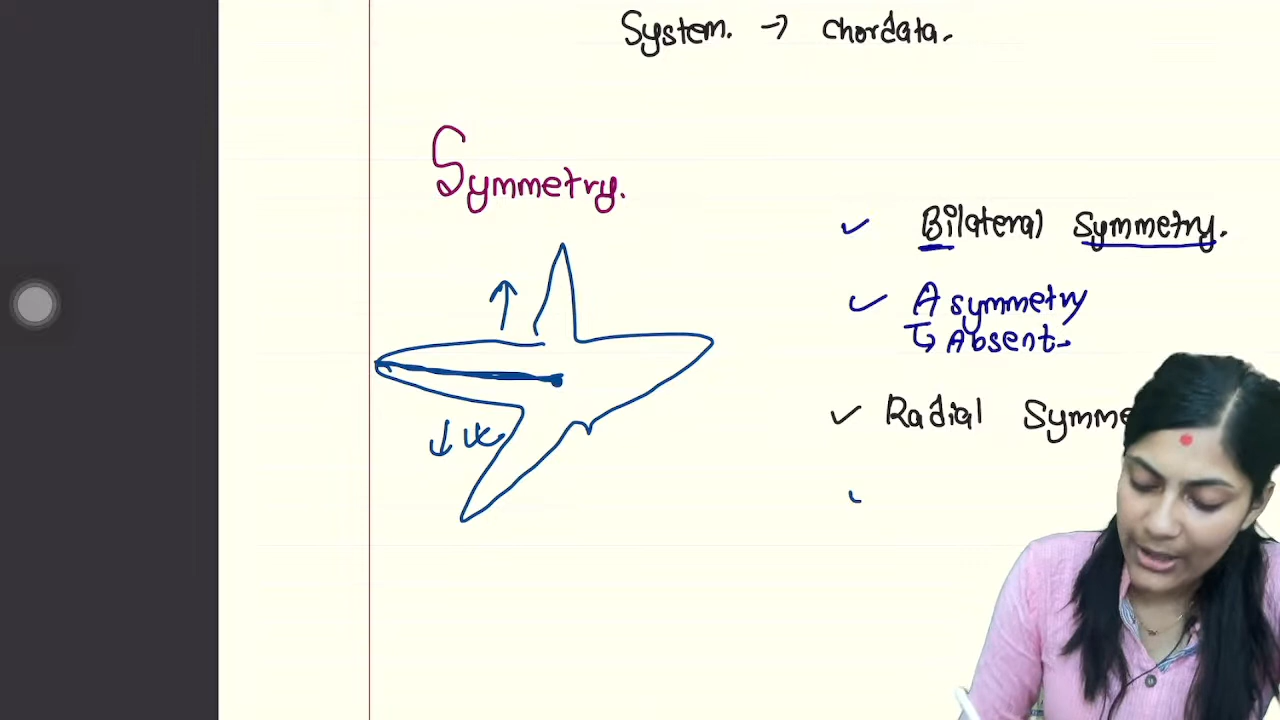 System. → Chordata.
Symmetry.
✓ Bilateral Symmetry.
✓ Asymmetry
↳ Absent.
✓ Radial